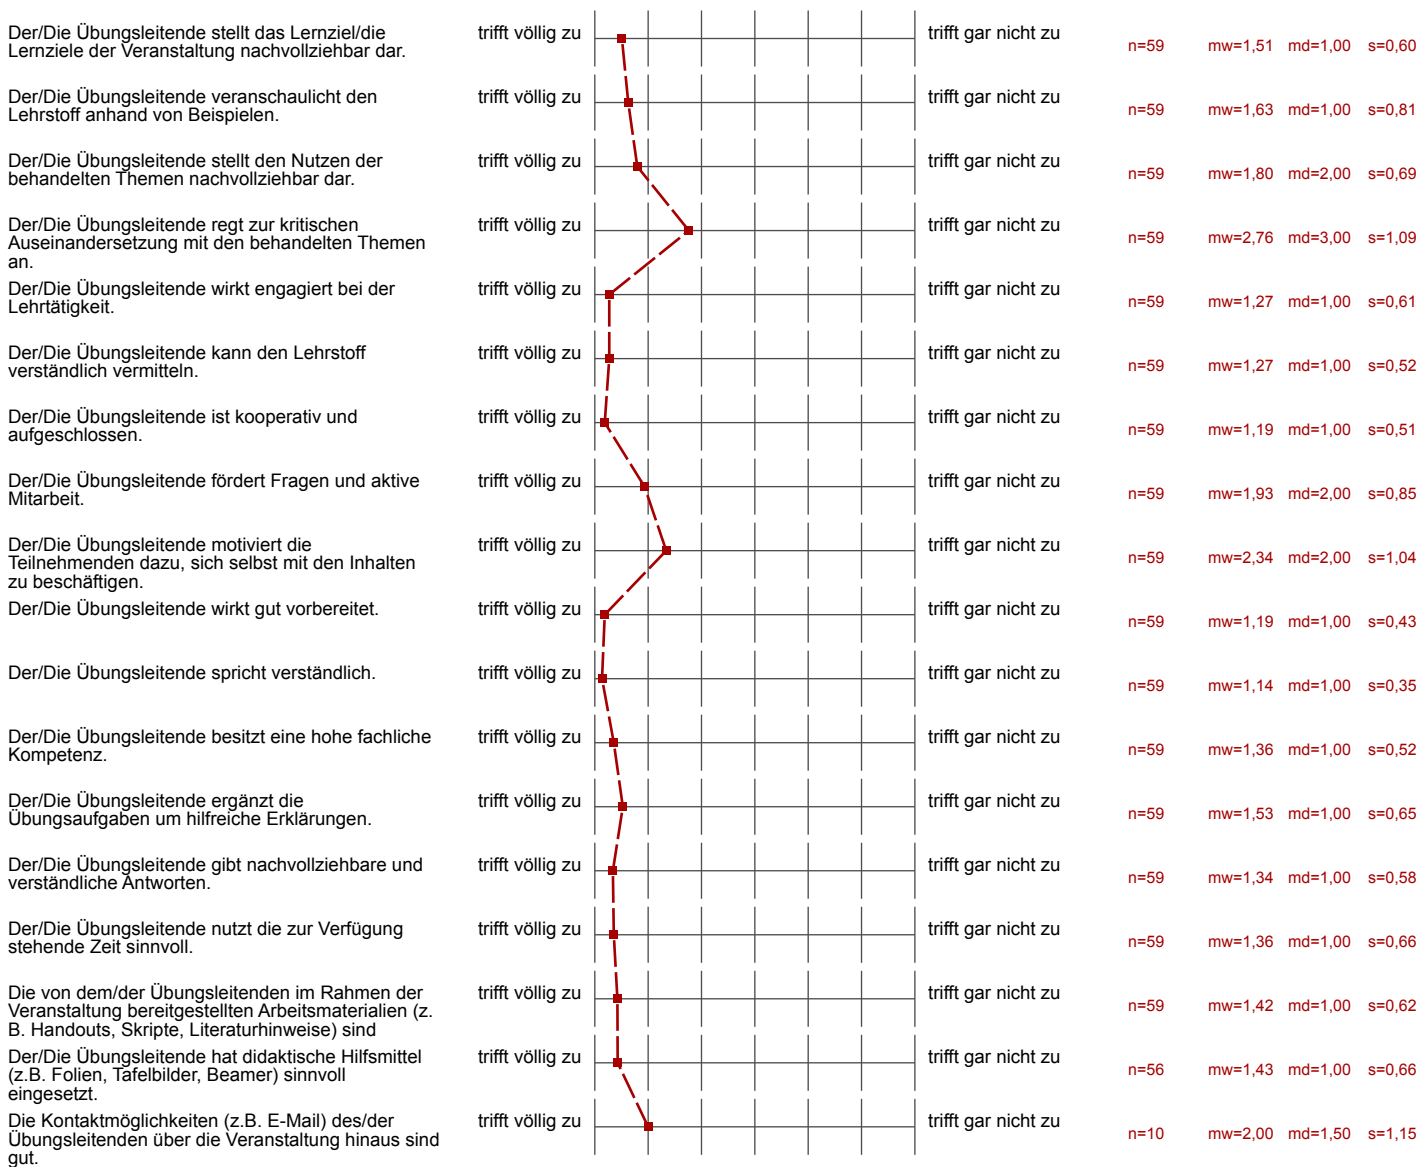 Der/Die Übungsleitende stellt das Lernziel/die
Lernziele der Veranstaltung nachvollziehbar dar.
trifft völlig zu
trifft gar nicht zu
n=59 mw=1,51 md=1,00 s=0,60
Der/Die Übungsleitende veranschaulicht den
Lehrstoff anhand von Beispielen.
trifft völlig zu
trifft gar nicht zu
n=59 mw=1,63 md=1,00 s=0,81
Der/Die Übungsleitende stellt den Nutzen der
behandelten Themen nachvollziehbar dar.
trifft völlig zu
trifft gar nicht zu
n=59 mw=1,80 md=2,00 s=0,69
Der/Die Übungsleitende regt zur kritischen
Auseinandersetzung mit den behandelten Themen
an.
trifft völlig zu
trifft gar nicht zu
n=59 mw=2,76 md=3,00 s=1,09
Der/Die Übungsleitende wirkt engagiert bei der
Lehrtätigkeit.
trifft völlig zu
trifft gar nicht zu
n=59 mw=1,27 md=1,00 s=0,61
Der/Die Übungsleitende kann den Lehrstoff
verständlich vermitteln.
trifft völlig zu
trifft gar nicht zu
n=59 mw=1,27 md=1,00 s=0,52
Der/Die Übungsleitende ist kooperativ und
aufgeschlossen.
trifft völlig zu
trifft gar nicht zu
n=59 mw=1,19 md=1,00 s=0,51
Der/Die Übungsleitende fördert Fragen und aktive
Mitarbeit.
trifft völlig zu
trifft gar nicht zu
n=59 mw=1,93 md=2,00 s=0,85
Der/Die Übungsleitende motiviert die
Teilnehmenden dazu, sich selbst mit den Inhalten
zu beschäftigen.
trifft völlig zu
trifft gar nicht zu
n=59 mw=2,34 md=2,00 s=1,04
Der/Die Übungsleitende wirkt gut vorbereitet.
trifft völlig zu
trifft gar nicht zu
n=59 mw=1,19 md=1,00 s=0,43
Der/Die Übungsleitende spricht verständlich.
trifft völlig zu
trifft gar nicht zu
n=59 mw=1,14 md=1,00 s=0,35
Der/Die Übungsleitende besitzt eine hohe fachliche
Kompetenz.
trifft völlig zu
trifft gar nicht zu
n=59 mw=1,36 md=1,00 s=0,52
Der/Die Übungsleitende ergänzt die
Übungsaufgaben um hilfreiche Erklärungen.
trifft völlig zu
trifft gar nicht zu
n=59 mw=1,53 md=1,00 s=0,65
Der/Die Übungsleitende gibt nachvollziehbare und
verständliche Antworten.
trifft völlig zu
trifft gar nicht zu
n=59 mw=1,34 md=1,00 s=0,58
Der/Die Übungsleitende nutzt die zur Verfügung
stehende Zeit sinnvoll.
trifft völlig zu
trifft gar nicht zu
n=59 mw=1,36 md=1,00 s=0,66
Die von dem/der Übungsleitenden im Rahmen der
Veranstaltung bereitgestellten Arbeitsmaterialien (z.
B. Handouts, Skripte, Literaturhinweise) sind
trifft völlig zu
trifft gar nicht zu
n=59 mw=1,42 md=1,00 s=0,62
Der/Die Übungsleitende hat didaktische Hilfsmittel
(z.B. Folien, Tafelbilder, Beamer) sinnvoll
eingesetzt.
trifft völlig zu
trifft gar nicht zu
n=56 mw=1,43 md=1,00 s=0,66
Die Kontaktmöglichkeiten (z.B. E-Mail) des/der
Übungsleitenden über die Veranstaltung hinaus sind
gut.
trifft völlig zu
trifft gar nicht zu
n=10 mw=2,00 md=1,50 s=1,15